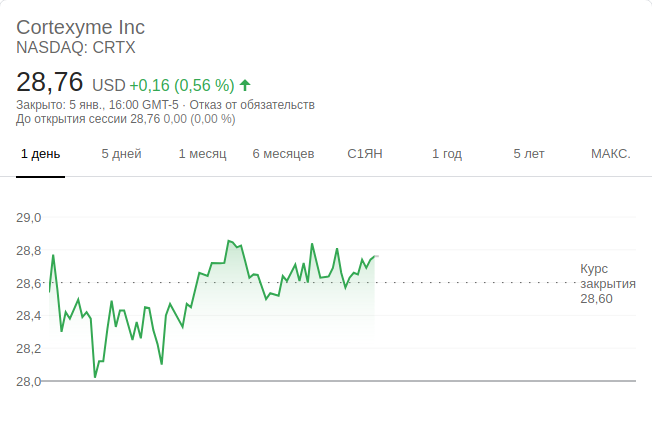 Cortexyme Inc
NASDAQ: CRTX
28,76 USD +0,16 (0,56 %)
Закрыто: 5 янв., 16:00 GMT-5 · Отказ от обязательств
До открытия сессии 28,76 0,00 (0,00 %)
1 день 5 дней 1 месяц 6 месяцев С1ЯН 1 год 5 лет МАКС.
29,0
28,8
28,6
28,4
28,2
28,0
Курс
закрытия
28.60